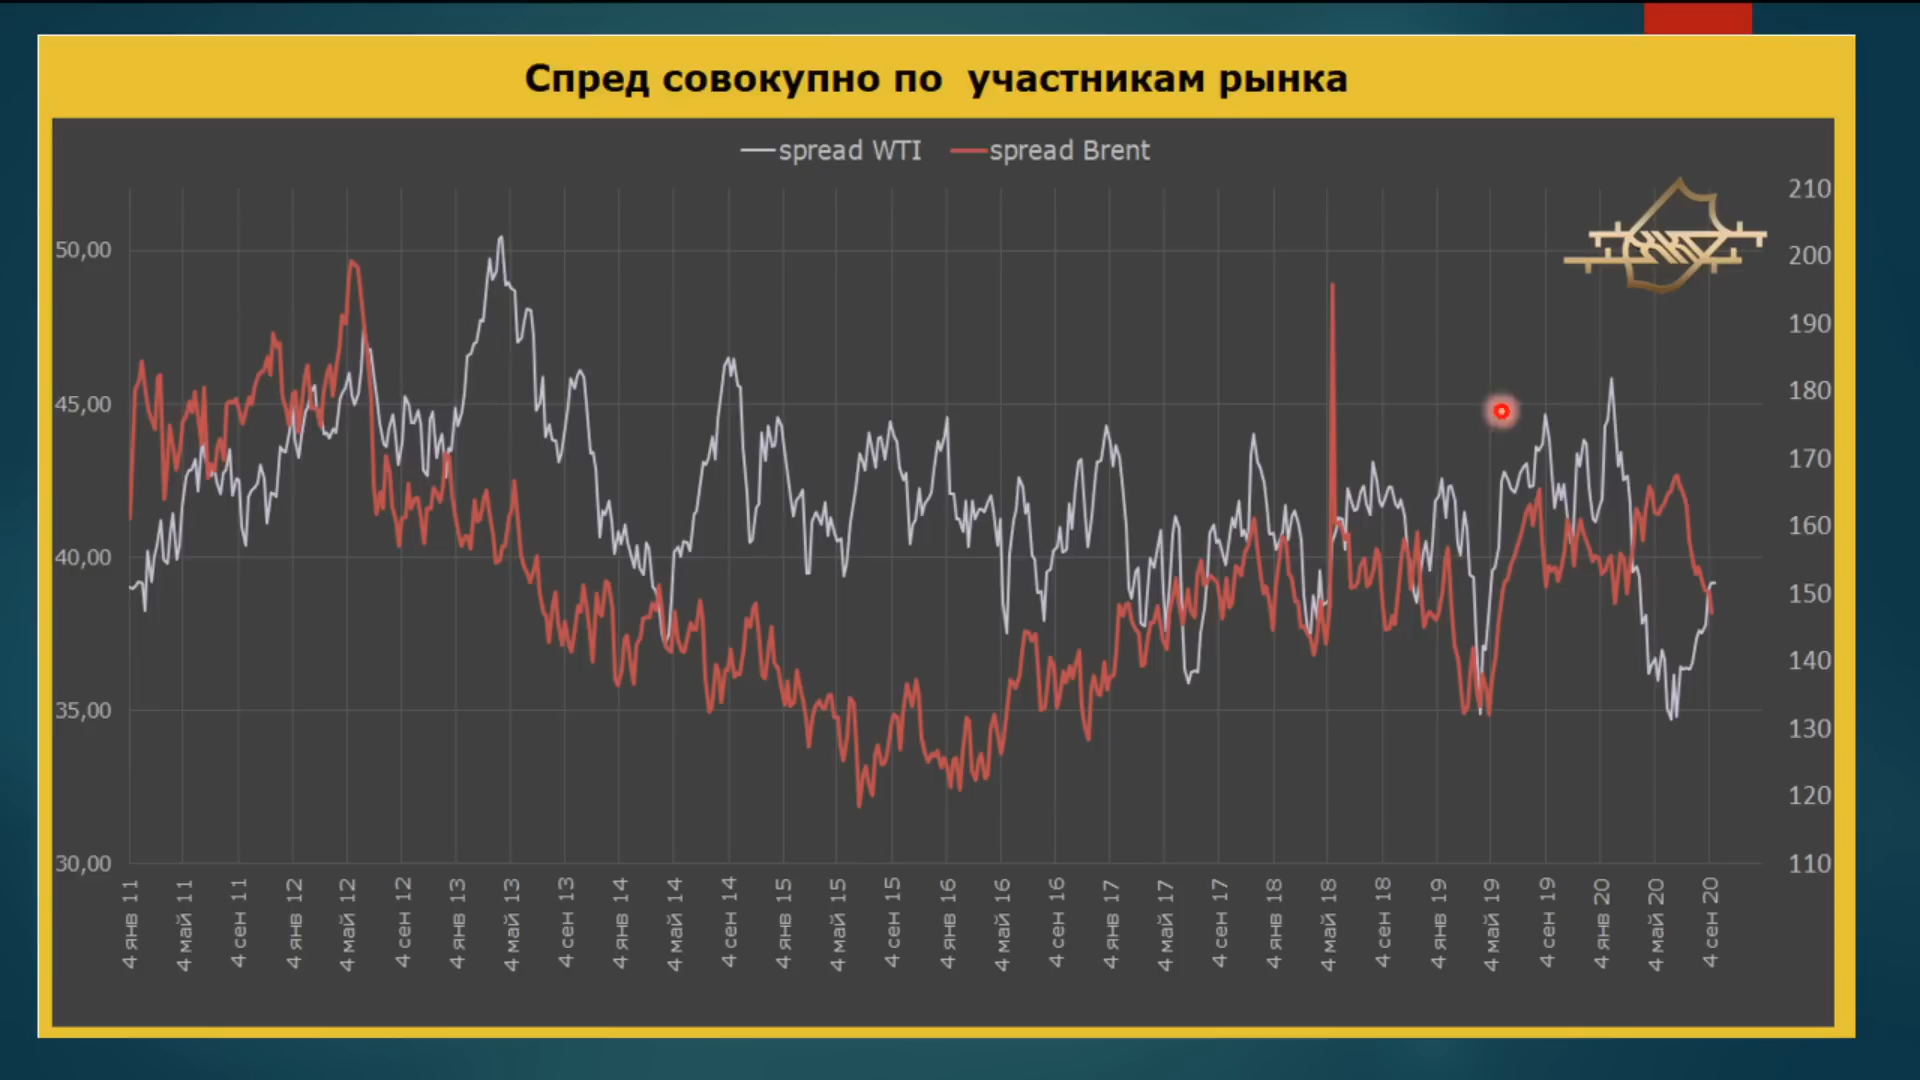 Спред совокупно по  участникам рынка
spread WTI spread Brent
50,00
45,00
40,00
35,00
30,00
210
200
190
180
170
160
150
140
130
120
110
4 янв 11
4 май 11
4 сен 11
4 янв 12
4 май 12
4 сен 12
4 янв 13
4 май 13
4 сен 13
4 янв 14
4 май 14
4 сен 14
4 янв 15
4 май 15
4 сен 15
4 янв 16
4 май 16
4 сен 16
4 янв 17
4 май 17
4 сен 17
4 янв 18
4 май 18
4 сен 18
4 янв 19
4 май 19
4 сен 19
4 янв 20
4 май 20
4 сен 20